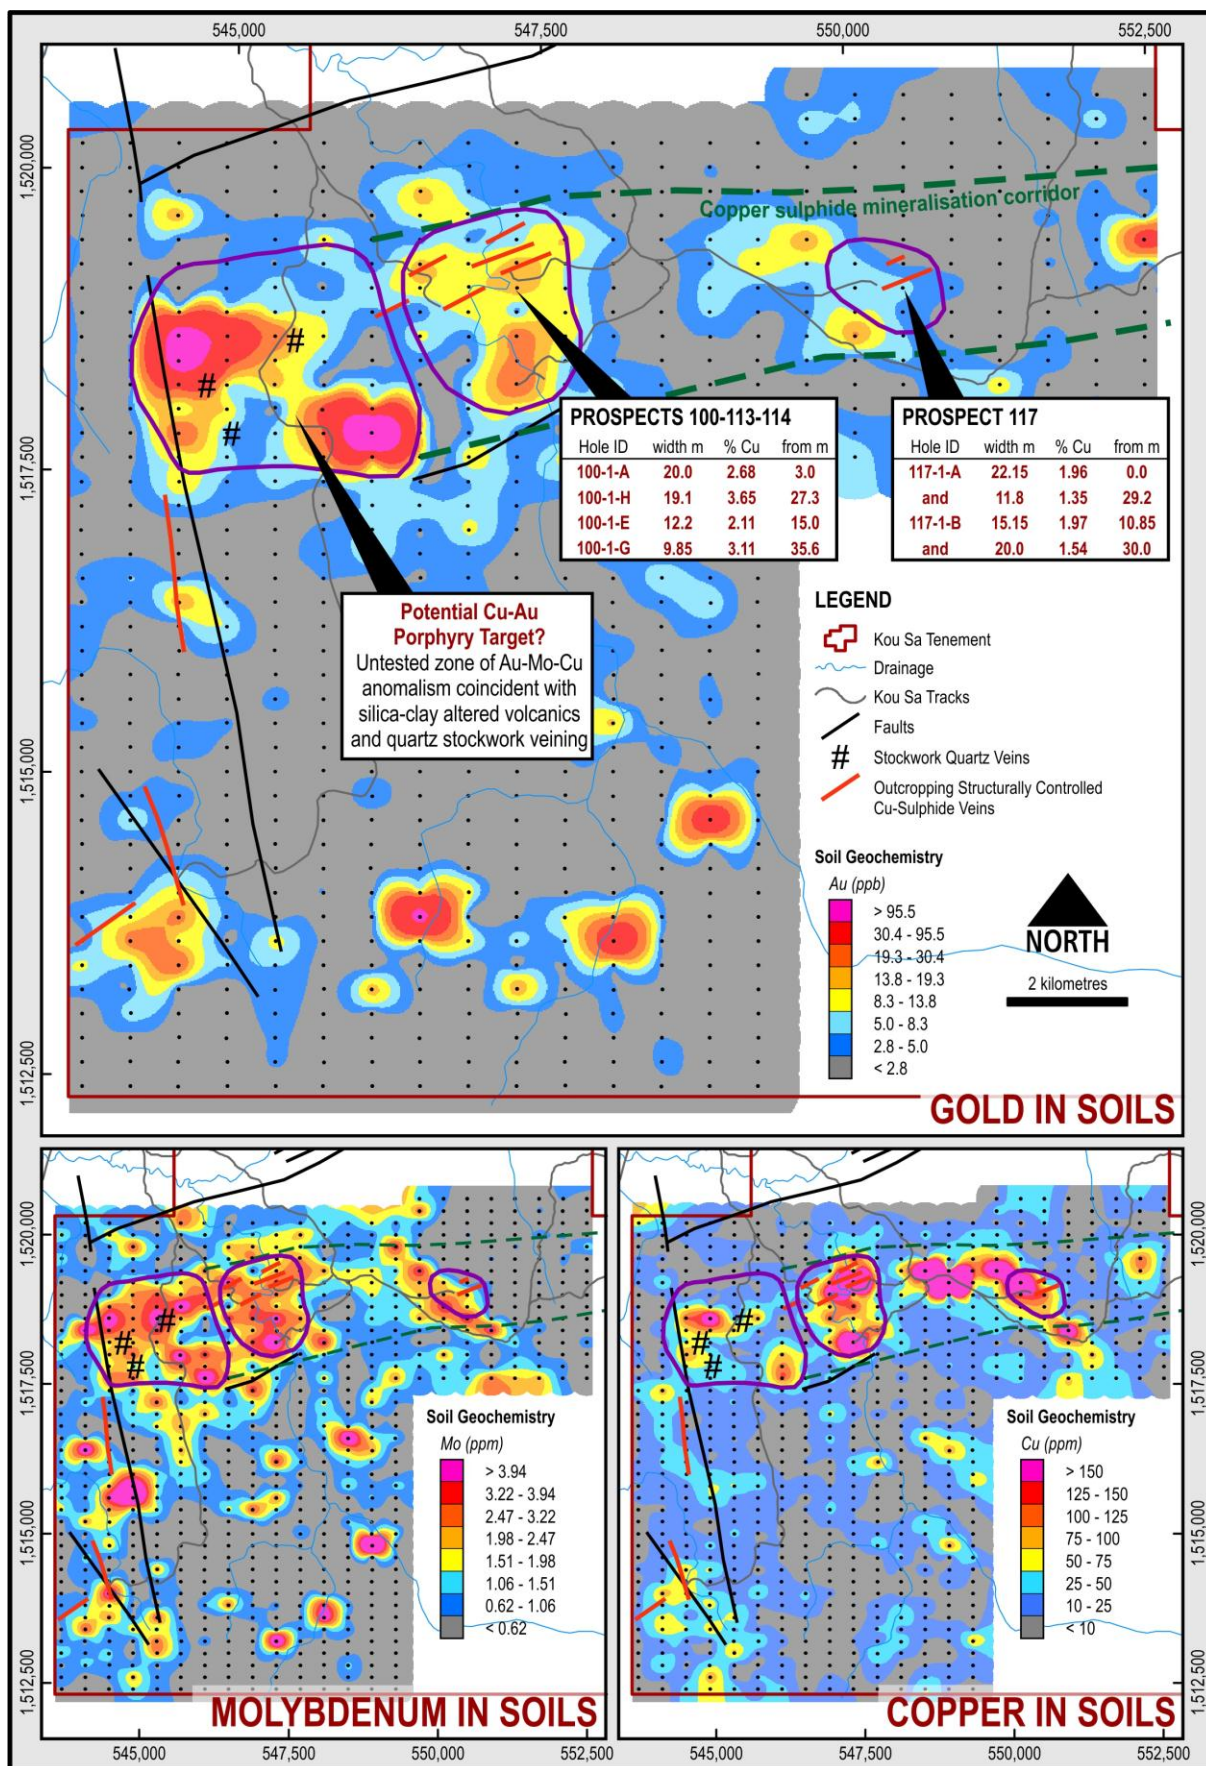 545,000 547,500 550,000 552,500
1,520,000
1,517,500
1,515,000
1,512,500
Copper sulphide mineralisation corridor
#
#
#
PROSPECTS 100-113-114
Hole ID width m % Cu from m
100-1-A 20.0 2.68 3.0
100-1-H 19.1 3.65 27.3
100-1-E 12.2 2.11 15.0
100-1-G 9.85 3.11 35.6
PROSPECT 117
Hole ID width m % Cu from m
117-1-A 22.15 1.96 0.0
and 11.8 1.35 29.2
117-1-B 15.15 1.97 10.85
and 20.0 1.54 30.0
Potential Cu-Au
Porphyry Target?
Untested zone of Au-Mo-Cu
anomalism coincident with
silica-clay altered volcanics
and quartz stockwork veining
LEGEND
Kou Sa Tenement
Drainage
Kou Sa Tracks
Faults
# Stockwork Quartz Veins
Outcropping Structurally Controlled
Cu-Sulphide Veins
Soil Geochemistry
Au (ppb)
> 95.5
30.4 - 95.5
19.3 - 30.4
13.8 - 19.3
8.3 - 13.8
5.0 - 8.3
2.8 - 5.0
< 2.8
NORTH
2 kilometres
GOLD IN SOILS
1,520,000
1,517,500
1,515,000
1,512,500
#
#
#
Soil Geochemistry
Mo (ppm)
> 3.94
3.22 - 3.94
2.47 - 3.22
1.98 - 2.47
1.51 - 1.98
1.06 - 1.51
0.62 - 1.06
< 0.62
MOLYBDENUM IN SOILS
545,000 547,500 550,000 552,500
#
#
#
Soil Geochemistry
Cu (ppm)
> 150
125 - 150
100 - 125
75 - 100
50 - 75
25 - 50
10 - 25
< 10
COPPER IN SOILS
1,520,000
1,517,500
1,515,000
1,512,500
545,000 547,500 550,000 552,500